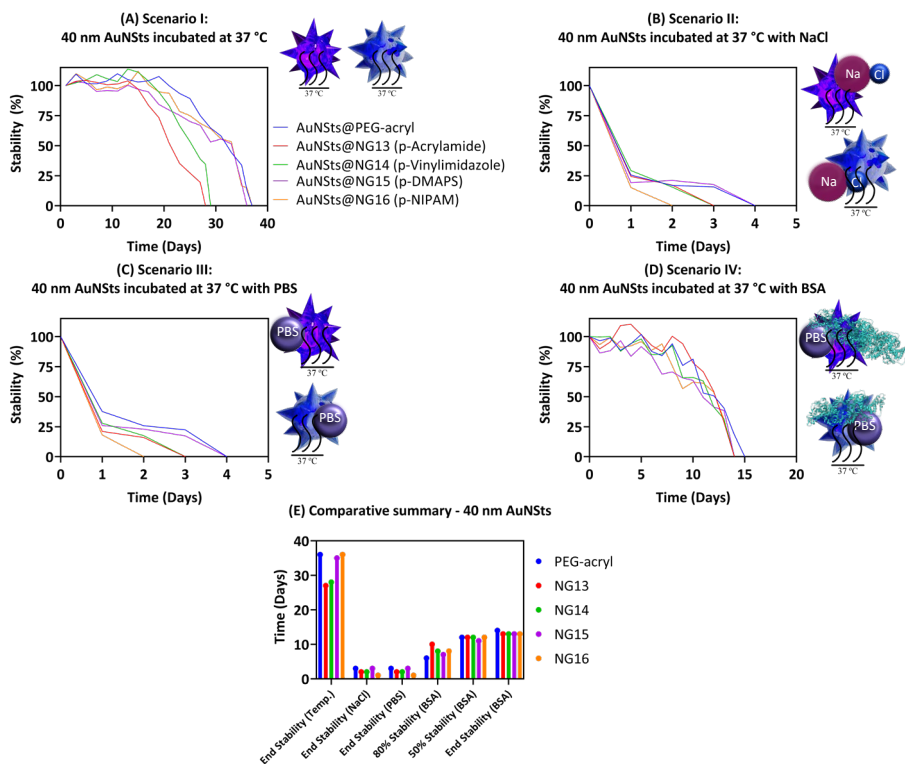 (A) Scenario I:
40 nm AuNSts incubated at 37 °C
37 °C
37 °C
Stability (%)
100
75
50
25
0
0
10
20
30
40
Time (Days)
AuNSts@PEG-acryl
AuNSts@NG13 (p-Acrylamide)
AuNSts@NG14 (p-Vinylimidazole)
AuNSts@NG15 (p-DMAPS)
AuNSts@NG16 (p-NIPAM)
(B) Scenario II:
40 nm AuNSts incubated at 37 °C with NaCl
Stability (%)
100
75
50
25
0
0
1
2
3
4
5
Time (Days)
Na
Cl
37 °C
Na
Cl
37 °C
(C) Scenario III:
40 nm AuNSts incubated at 37 °C with PBS
Stability (%)
100
75
50
25
0
0
1
2
3
4
5
Time (Days)
PBS
37 °C
PBS
37 °C
(D) Scenario IV:
40 nm AuNSts incubated at 37 °C with BSA
Stability (%)
100
75
50
25
0
0
5
10
15
20
Time (Days)
PBS
37 °C
PBS
37 °C
(E) Comparative summary - 40 nm AuNSts
Time (Days)
40
30
20
10
0
End Stability (Temp.)
End Stability (NaCl)
End Stability (PBS)
80% Stability (BSA)
50% Stability (BSA)
End Stability (BSA)
PEG-acryl
NG13
NG14
NG15
NG16